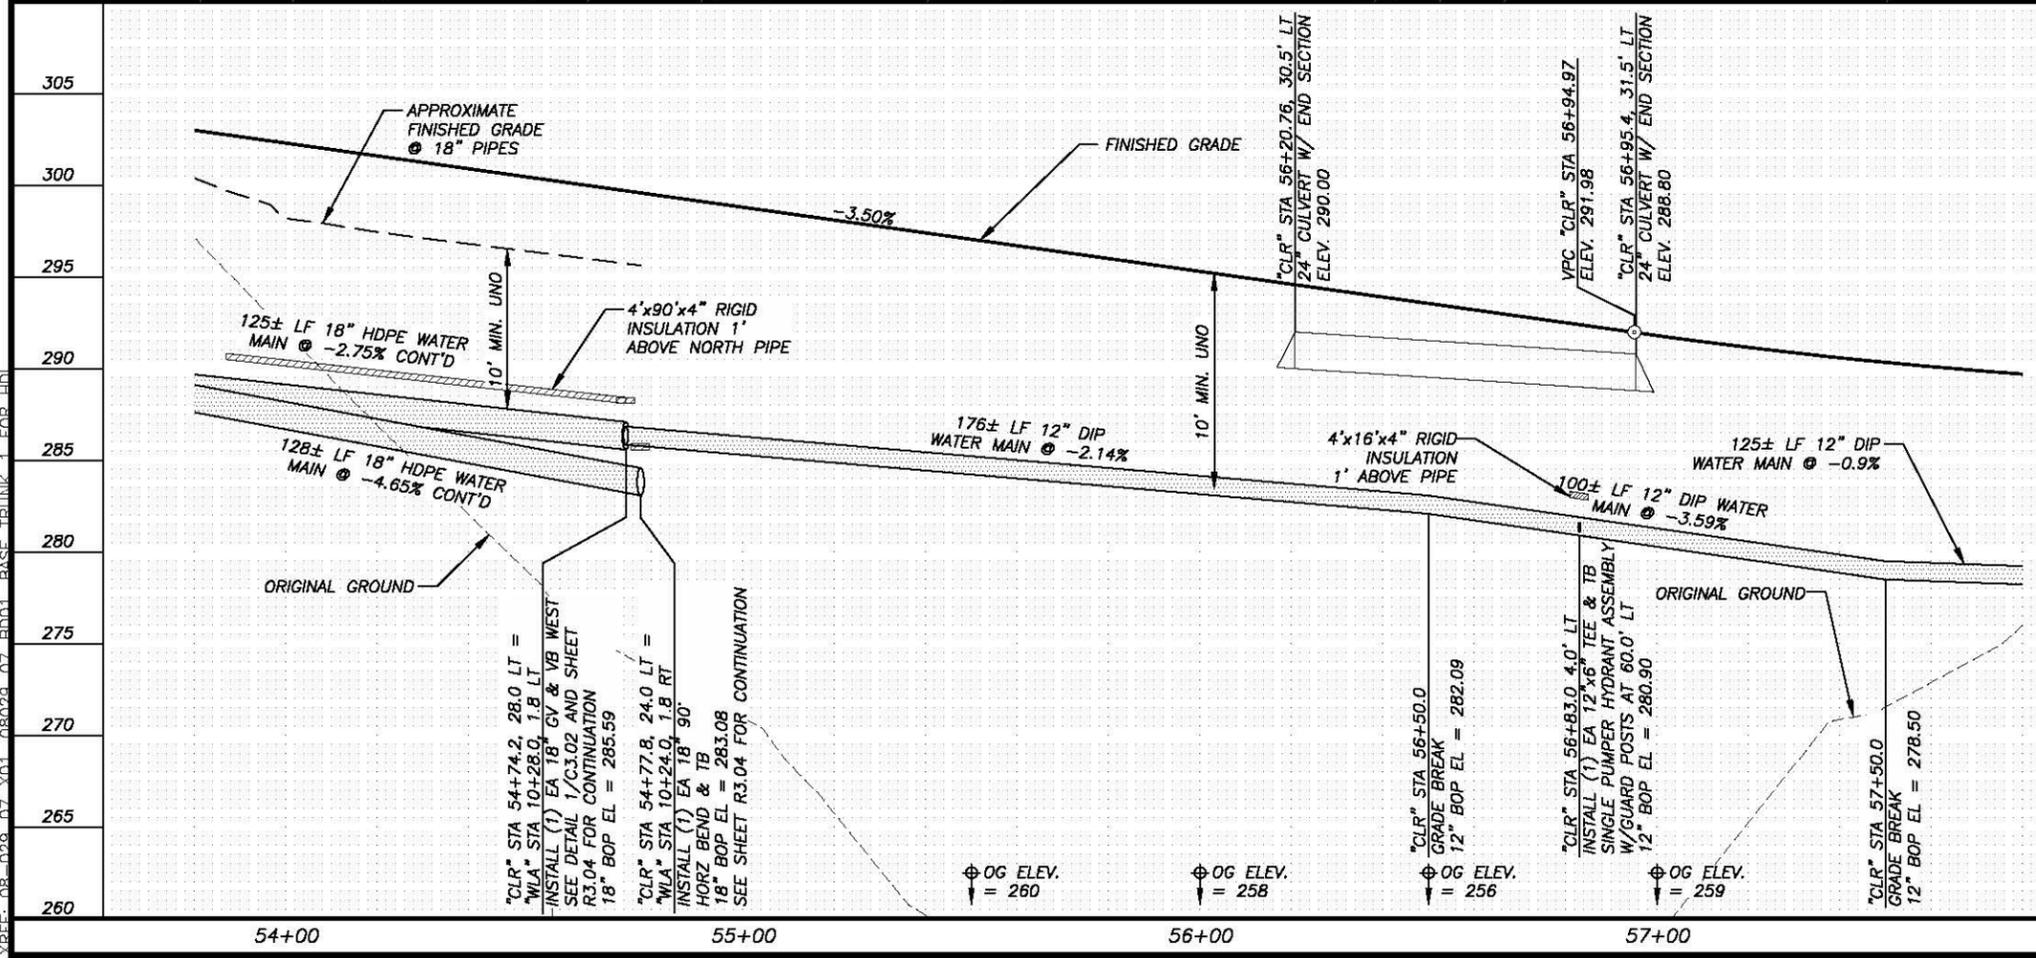 305
300
295
290
285
280
275
270
265
260
54+00
55+00
56+00
57+00
APPROXIMATE
FINISHED GRADE
@ 18" PIPES
FINISHED GRADE
-3.50%
10' MIN. UNO
4'x90'x4" RIGID
INSULATION 1'
ABOVE NORTH PIPE
125± LF 18" HDPE WATER
MAIN @ -2.75% CONT'D
128± LF 18" HDPE WATER
MAIN @ -4.65% CONT'D
ORIGINAL GROUND
176± LF 12" DIP
WATER MAIN @ -2.14%
10' MIN. UNO
"CLR" STA 56+20.76, 30.5' LT
24" CULVERT W/ END SECTION
ELEV. 290.00
VPC "CLR" STA 56+94.97
ELEV. 291.98
"CLR" STA 56+95.4, 31.5' LT
24" CULVERT W/ END SECTION
ELEV. 288.80
4'x16'x4" RIGID
INSULATION
1' ABOVE PIPE
100± LF 12" DIP WATER
MAIN @ -3.59%
125± LF 12" DIP
WATER MAIN @ -0.9%
ORIGINAL GROUND
"CLR" STA 54+74.2, 28.0 LT =
"WLA" STA 10+28.0, 1.8 LT
INSTALL (1) EA 18" GV & VB WEST
SEE DETAIL 1/C3.02 AND SHEET
R3.04 FOR CONTINUATION
18" BOP EL = 285.59
"CLR" STA 54+77.8, 24.0 LT =
"WLA" STA 10+24.0, 1.8 RT
INSTALL (1) EA 18" 90°
HORZ BEND & TB
18" BOP EL = 283.08
SEE SHEET R3.04 FOR CONTINUATION
"CLR" STA 56+50.0
GRADE BREAK
12" BOP EL = 282.09
"CLR" STA 56+83.0 4.0' LT
INSTALL (1) EA 12"x6" TEE & TB
SINGLE PUMPER HYDRANT ASSEMBLY
W/GUARD POSTS AT 60.0' LT
12" BOP EL = 280.90
"CLR" STA 57+50.0
GRADE BREAK
12" BOP EL = 278.50
OG ELEV.
= 260
OG ELEV.
= 258
OG ELEV.
= 256
OG ELEV.
= 259